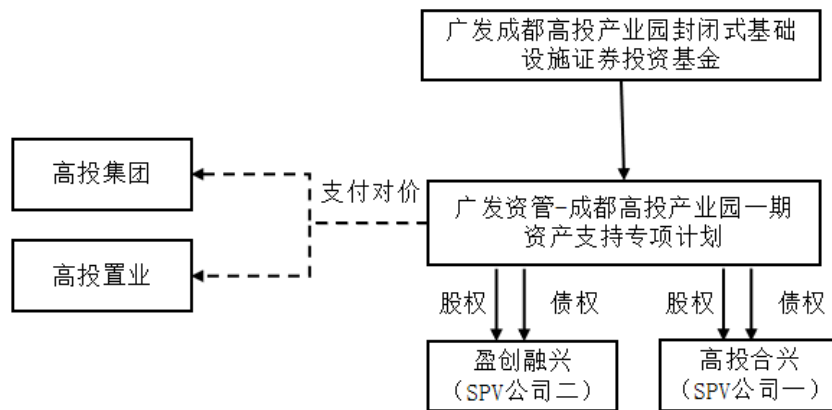 广发成都高投产业园封闭式基础
设施证券投资基金
高投集团
支付对价
广发资管-成都高投产业园一期
资产支持专项计划
高投置业
股权
债权
股权
债权
盈创融兴
（SPV公司二）
高投合兴
（SPV公司一）